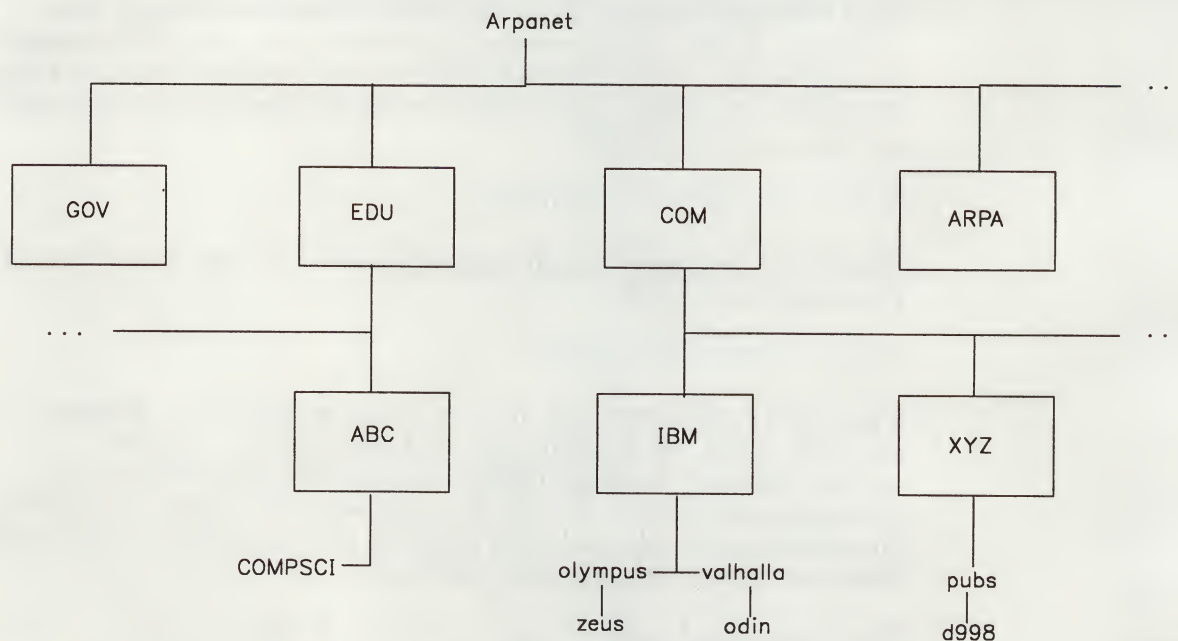 Arpanet
. .
GOV EDU COM ARPA
. . . . .
ABC IBM XYZ
COMPSCI olympus valhalla pubs
zeus odin d998